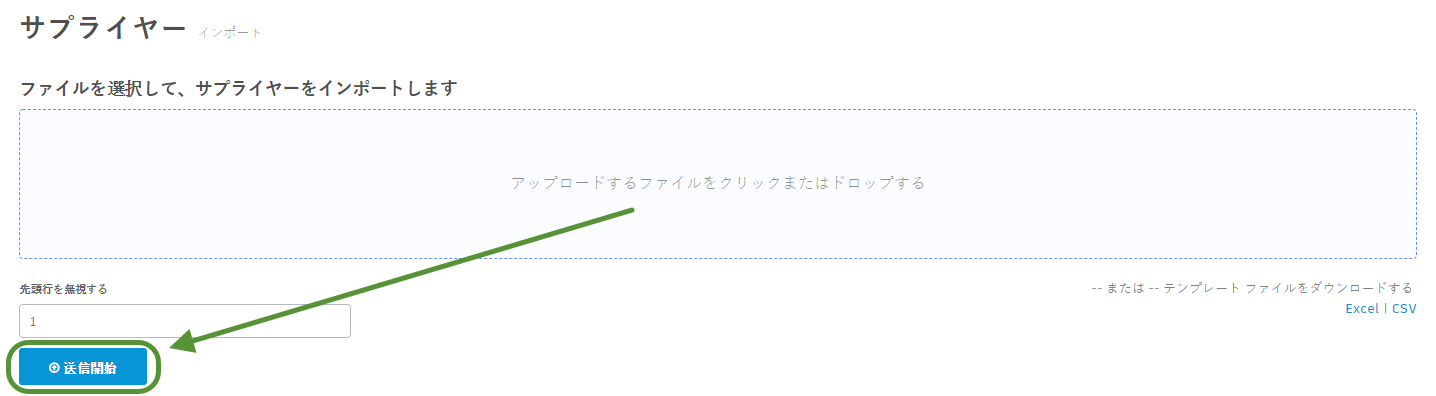 サプライヤー インポート
ファイルを選択して、サプライヤーをインポートします
アップロードするファイルをクリックまたはドロップする
先頭行を無視する
-- または -- テンプレート ファイルをダウンロードする
Excel | CSV
1
送信開始